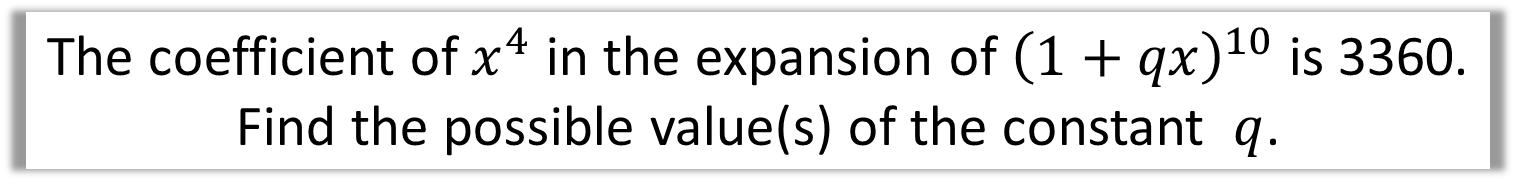 The coefficient of x⁴ in the expansion of (1 + qx)¹⁰ is 3360.
Find the possible value(s) of the constant q.